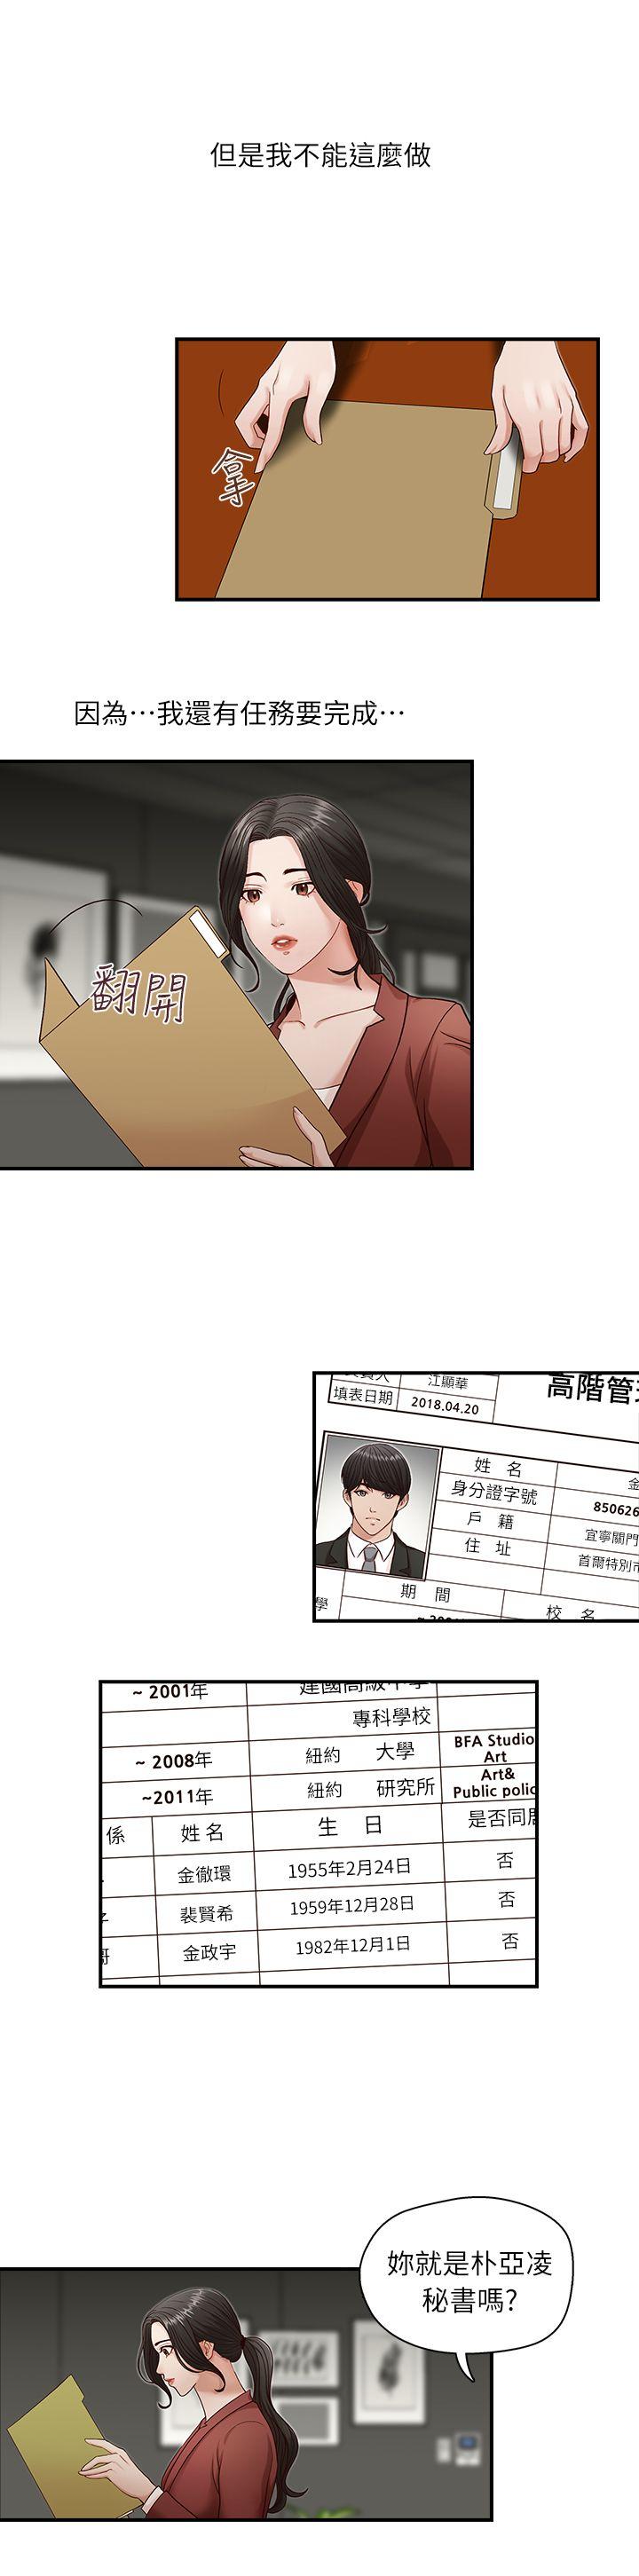 但是我不能這麼做
拿
因為…我還有任務要完成…
翻開
江顯華
填表日期 2018.04.20
高階管
姓 名 金
身分證字號 850626
戶 籍 宜寧關門
住 址 首爾特別市
期 間
學 校 名
~ 2001年
專科學校
~ 2008年 紐約 大學 BFA Studio Art
~2011年 紐約 研究所 Art& Public polic
係 姓 名 生 日 是否同居
金徹環 1955年2月24日 否
裴賢希 1959年12月28日 否
金政宇 1982年12月1日 否
妳就是朴亞凌
秘書嗎?